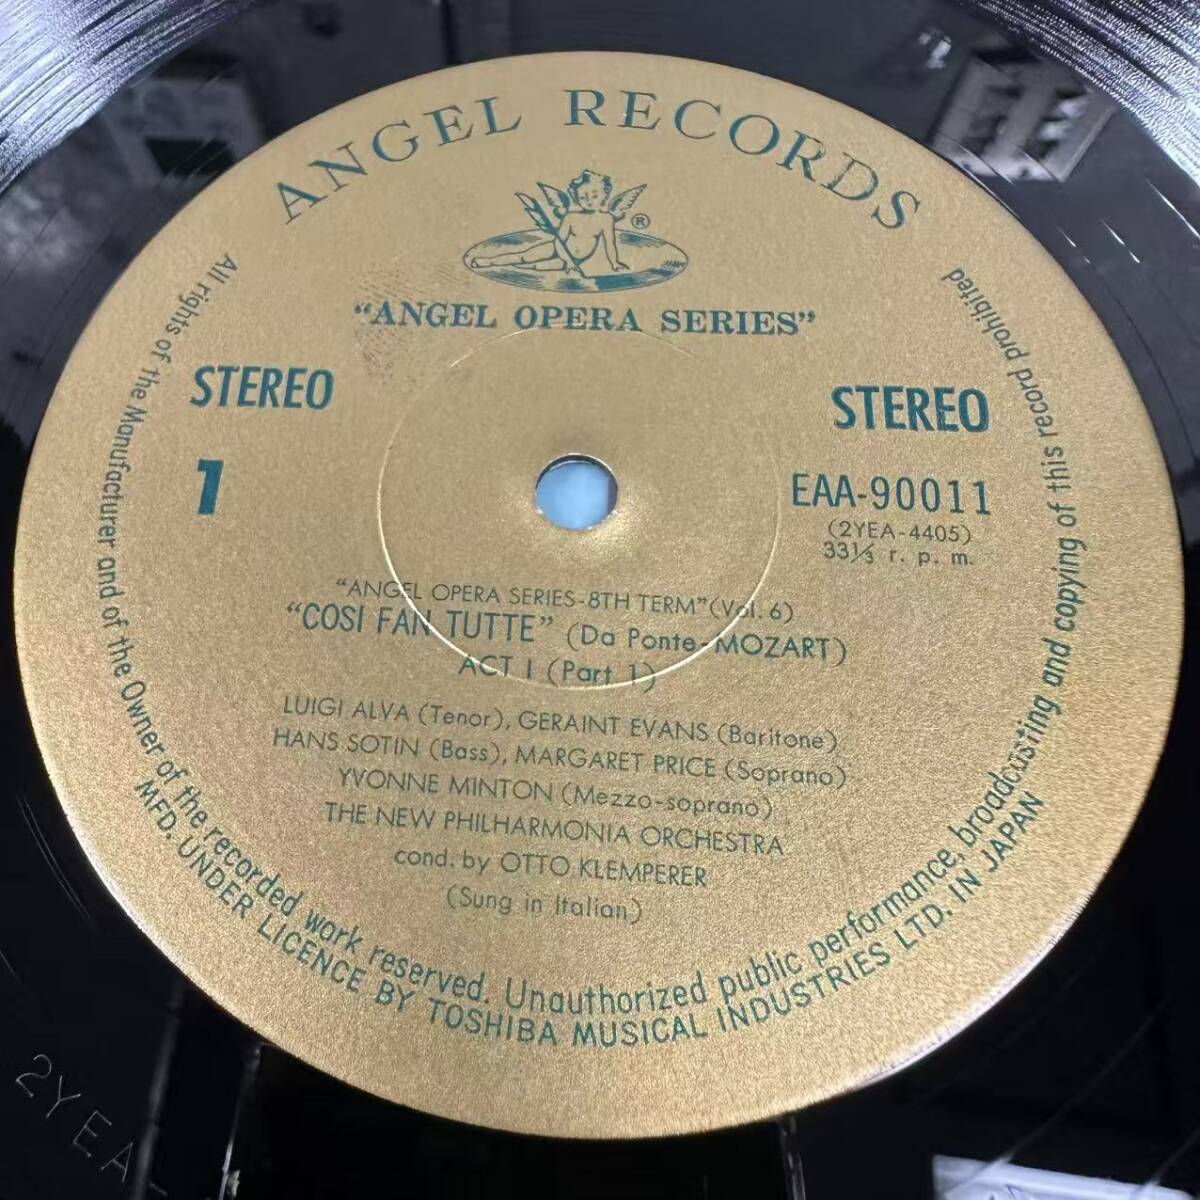 ANGEL RECORDS
®
"ANGEL OPERA SERIES"
STEREO
1
STEREO
EAA-90011
(2YEA-4405)
33⅓ r. p. m.
"ANGEL OPERA SERIES-8TH TERM" (Vol. 6)
"COSI FAN TUTTE" (Da Ponte-MOZART)
ACT I (Part 1)
LUIGI ALVA (Tenor), GERAINT EVANS (Baritone)
HANS SOTIN (Bass), MARGARET PRICE (Soprano)
YVONNE MINTON (Mezzo-soprano)
THE NEW PHILHARMONIA ORCHESTRA
cond. by OTTO KLEMPERER
(Sung in Italian)
All rights of the Manufacturer and of the Owner of the recorded work reserved. Unauthorized public performance, broadcasting and copying of this record prohibited
MFD. UNDER LICENCE BY TOSHIBA MUSICAL INDUSTRIES LTD. IN JAPAN
2YEA-